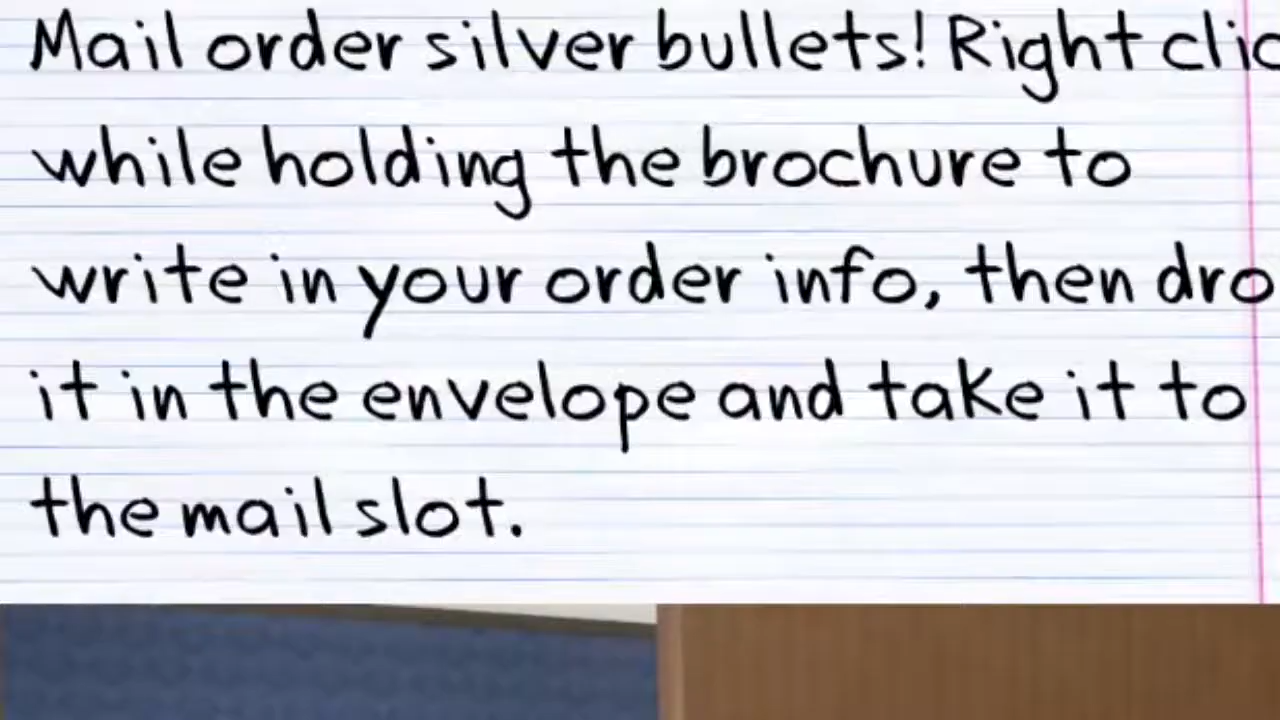 Mail order silver bullets! Right clic
while holding the brochure to
write in your order info, then dro
it in the envelope and take it to
the mail slot.